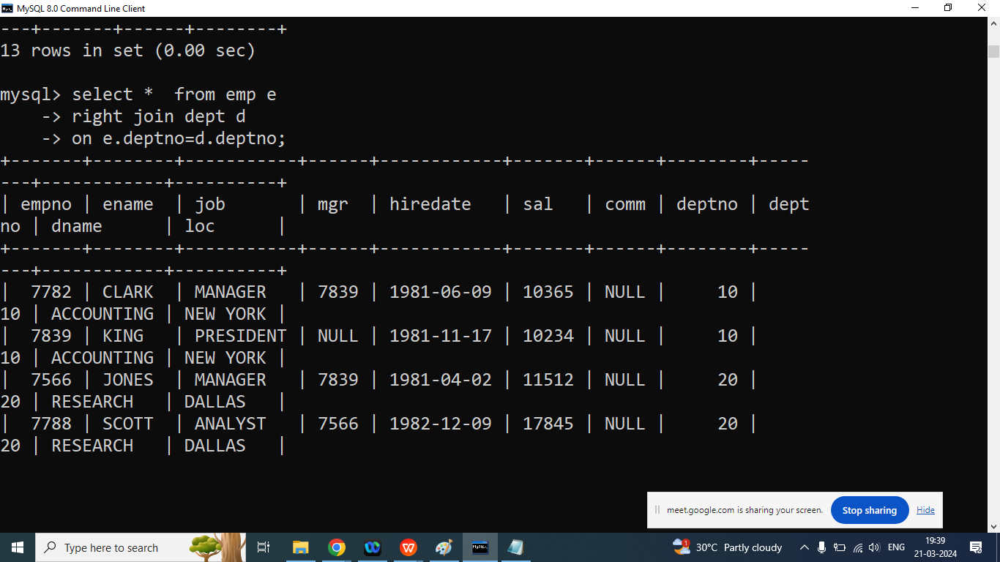 MySQL 8.0 Command Line Client
---+-------+------+--------+
13 rows in set (0.00 sec)
mysql> select *  from emp e
    -> right join dept d
    -> on e.deptno=d.deptno;
+-------+--------+-----------+------+------------+-------+------+--------+-----
---+------------+----------+
| empno | ename  | job       | mgr  | hiredate   | sal   | comm | deptno | dept
no | dname      | loc      |
+-------+--------+-----------+------+------------+-------+------+--------+-----
---+------------+----------+
|  7782 | CLARK  | MANAGER   | 7839 | 1981-06-09 | 10365 | NULL |     10 |
10 | ACCOUNTING | NEW YORK |
|  7839 | KING   | PRESIDENT | NULL | 1981-11-17 | 10234 | NULL |     10 |
10 | ACCOUNTING | NEW YORK |
|  7566 | JONES  | MANAGER   | 7839 | 1981-04-02 | 11512 | NULL |     20 |
20 | RESEARCH   | DALLAS   |
|  7788 | SCOTT  | ANALYST   | 7566 | 1982-12-09 | 17845 | NULL |     20 |
20 | RESEARCH   | DALLAS   |
meet.google.com is sharing your screen. Stop sharing Hide
Type here to search 1 30°C Partly cloudy ENG 19:39
21-03-2024